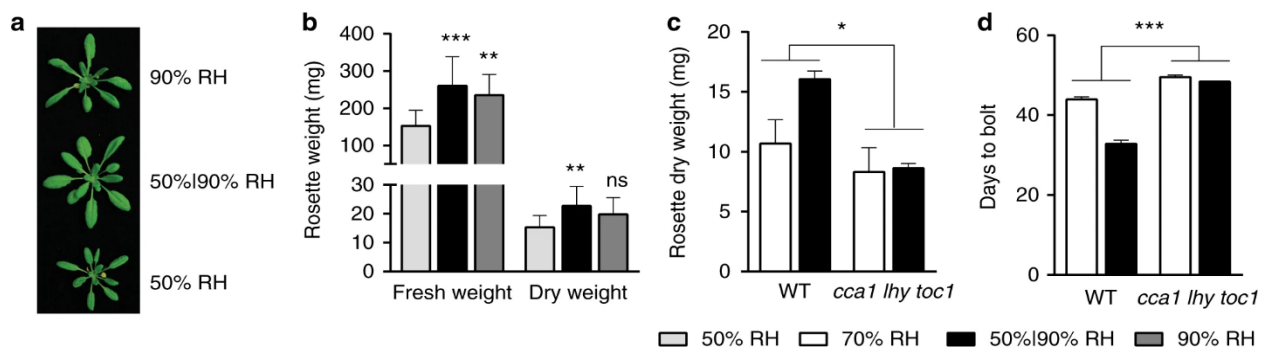 a
90% RH
50%|90% RH
50% RH
b
Rosette weight (mg)
400
300
200
100
30
20
10
0
***
**
**
ns
Fresh weight
Dry weight
c
Rosette dry weight (mg)
20
15
10
5
0
*
WT
cca1 lhy toc1
d
Days to bolt
60
40
20
0
***
WT
cca1 lhy toc1
50% RH
70% RH
50%|90% RH
90% RH